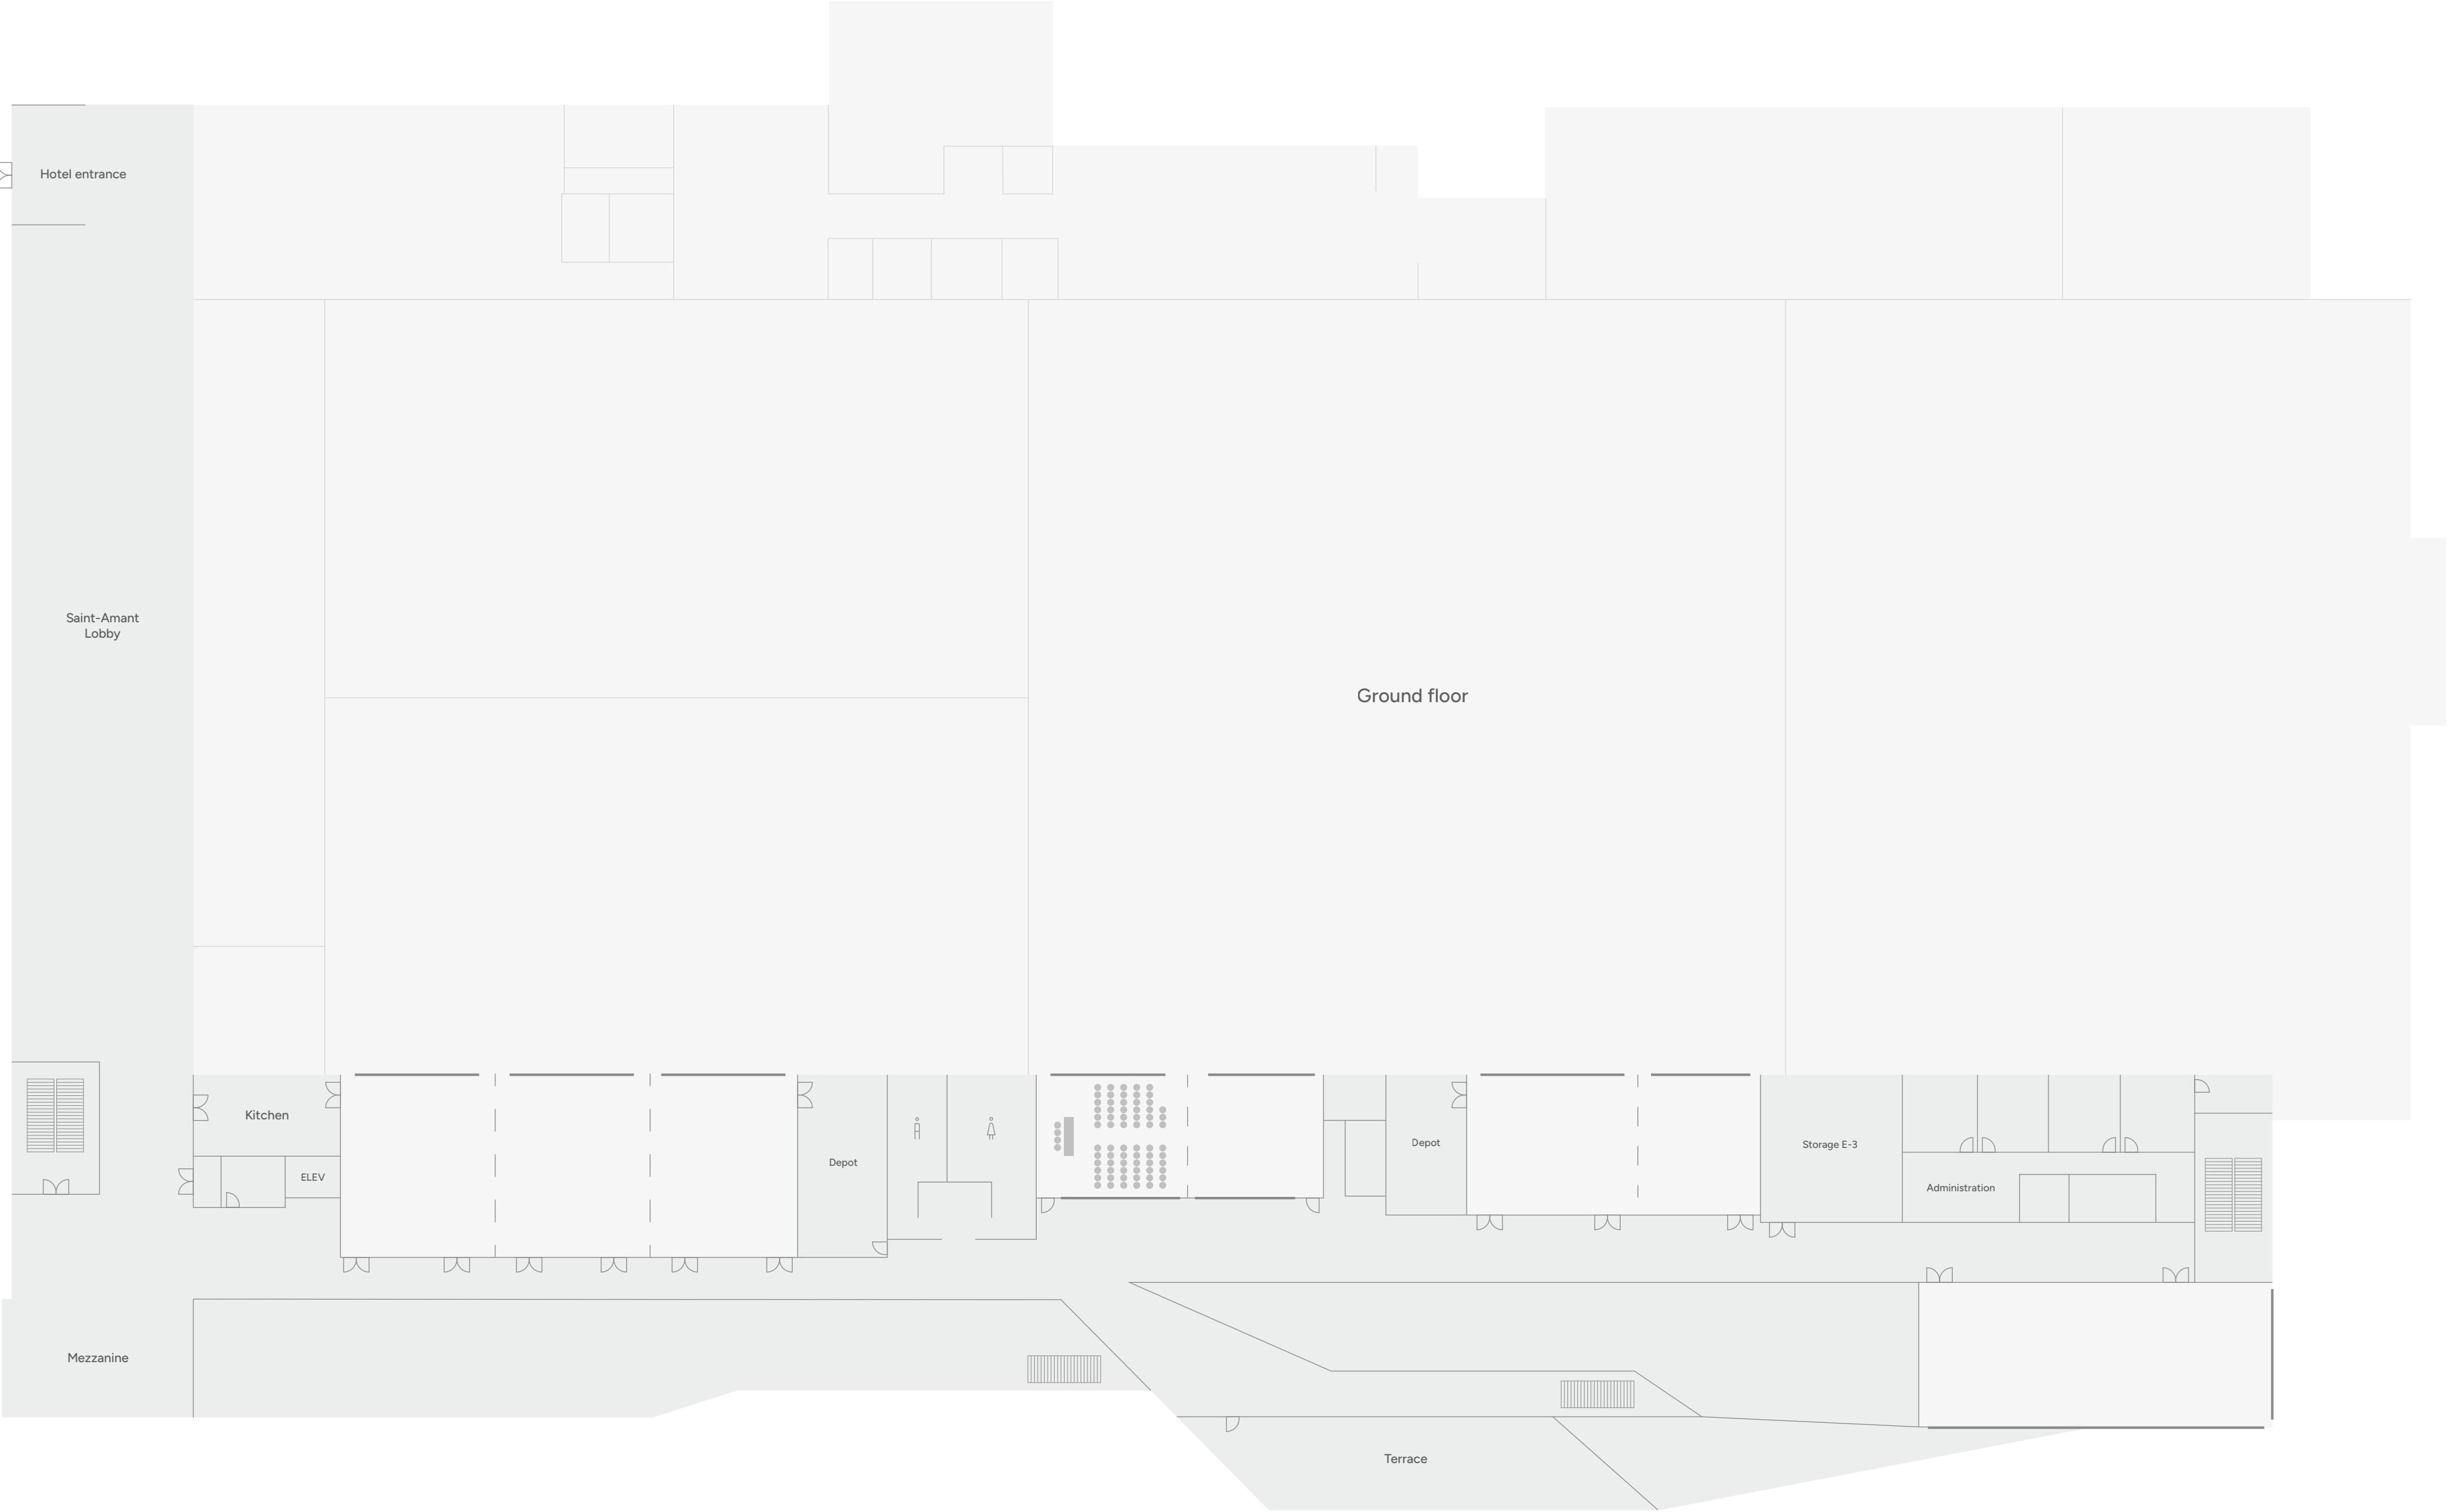 Hotel entrance
Saint-Amant
Lobby
Ground floor
Kitchen
ELEV
Depot
Depot
Storage E-3
Administration
Mezzanine
Terrace